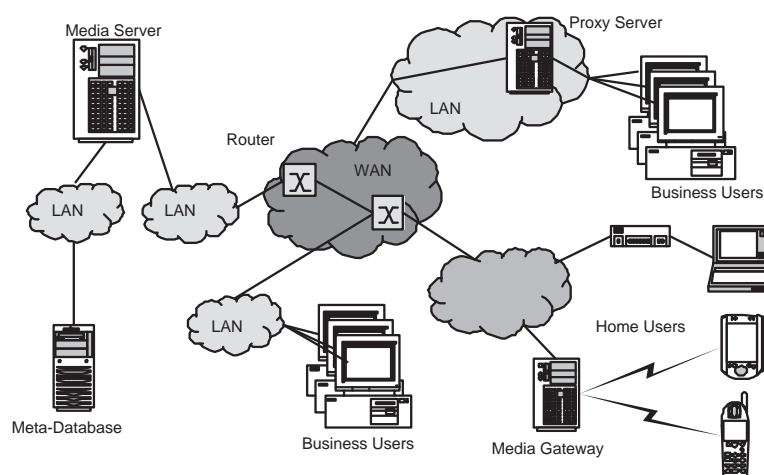 Media Server
Proxy Server
LAN
Router
WAN
Business Users
LAN
LAN
LAN
Home Users
Meta-Database
Business Users
Media Gateway